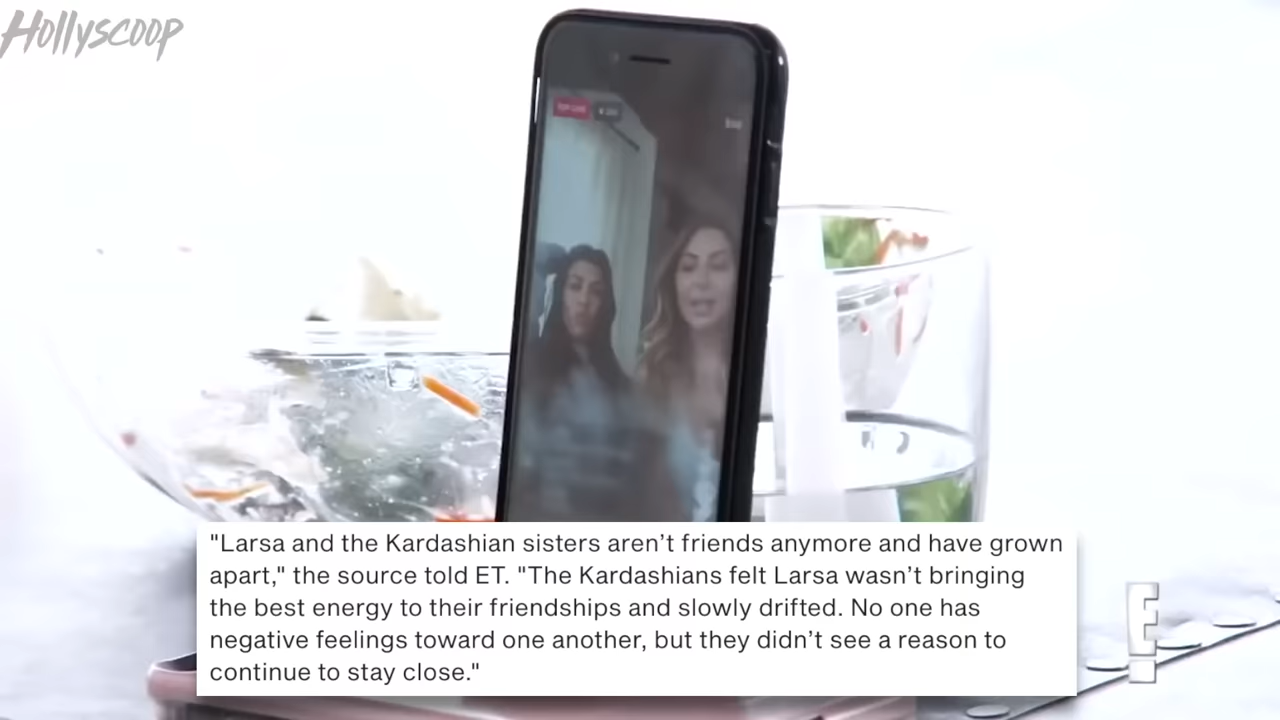 Hollyscoop
"Larsa and the Kardashian sisters aren't friends anymore and have grown
apart," the source told ET. "The Kardashians felt Larsa wasn't bringing
the best energy to their friendships and slowly drifted. No one has
negative feelings toward one another, but they didn't see a reason to
continue to stay close."
E!